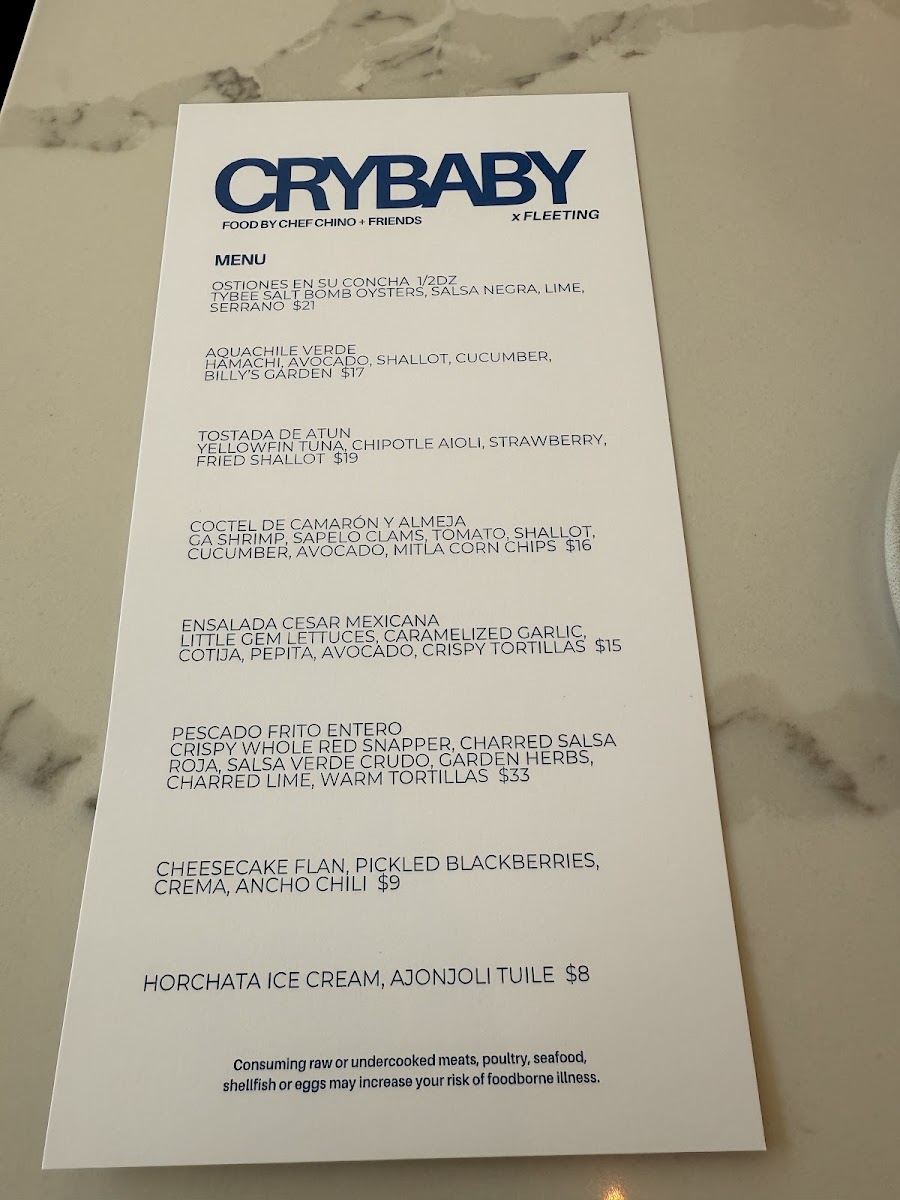 CRYBABY
FOOD BY CHEF CHINO + FRIENDS
x FLEETING
MENU
OSTIONES EN SU CONCHA 1/2DZ
TYBEE SALT BOMB OYSTERS, SALSA NEGRA, LIME,
SERRANO $21
AQUACHILE VERDE
HAMACHI, AVOCADO, SHALLOT, CUCUMBER,
BILLY'S GARDEN $17
TOSTADA DE ATUN
YELLOWFIN TUNA, CHIPOTLE AIOLI, STRAWBERRY,
FRIED SHALLOT $19
COCTEL DE CAMARÓN Y ALMEJA
GA SHRIMP, SAPELO CLAMS, TOMATO, SHALLOT,
CUCUMBER, AVOCADO, MITLA CORN CHIPS $16
ENSALADA CESAR MEXICANA
LITTLE GEM LETTUCES, CARAMELIZED GARLIC,
COTIJA, PEPITA, AVOCADO, CRISPY TORTILLAS $15
PESCADO FRITO ENTERO
CRISPY WHOLE RED SNAPPER, CHARRED SALSA
ROJA, SALSA VERDE CRUDO, GARDEN HERBS,
CHARRED LIME, WARM TORTILLAS $33
CHEESECAKE FLAN, PICKLED BLACKBERRIES,
CREMA, ANCHO CHILI $9
HORCHATA ICE CREAM, AJONJOLI TUILE $8
Consuming raw or undercooked meats, poultry, seafood,
shellfish or eggs may increase your risk of foodborne illness.